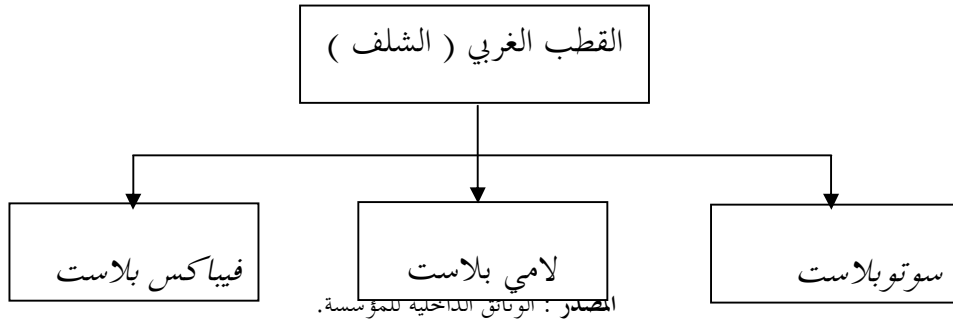 القطب الغربي ( الشلف )
سوتوبلاست
لامي بلاست
فيباكس بلاست
المصدر : الوثائق الداخلية للمؤسسة.